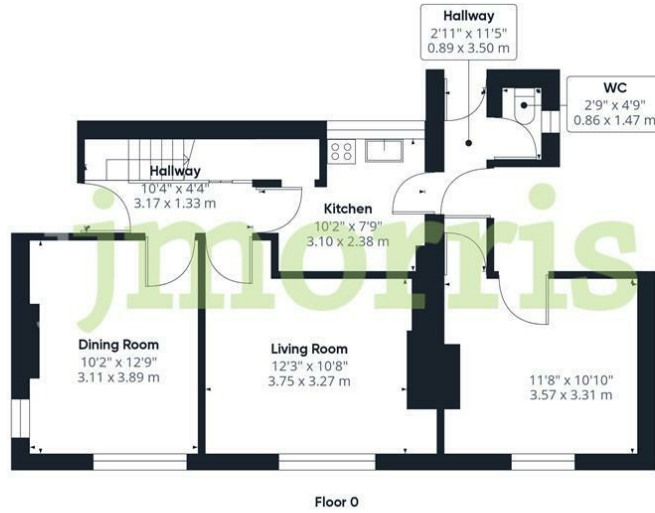 Hallway
2'11" x 11'5"
0.89 x 3.50 m
WC
2'9" x 4'9"
0.86 x 1.47 m
Hallway
10'4" x 4'4"
3.17 x 1.33 m
Kitchen
10'2" x 7'9"
3.10 x 2.38 m
jmorris
Dining Room
10'2" x 12'9"
3.11 x 3.89 m
Living Room
12'3" x 10'8"
3.75 x 3.27 m
11'8" x 10'10"
3.57 x 3.31 m
Floor 0